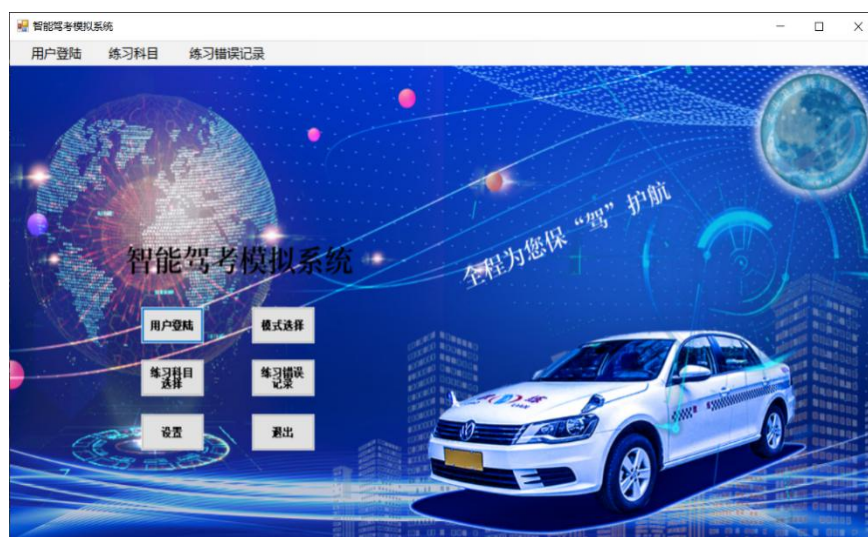 智能驾考模拟系统
用户登陆 练习科目 练习错误记录
全程为您保“驾”护航
智能驾考模拟系统
用户登陆 模式选择
练习科目
选择
练习错误
记录
设置 退出